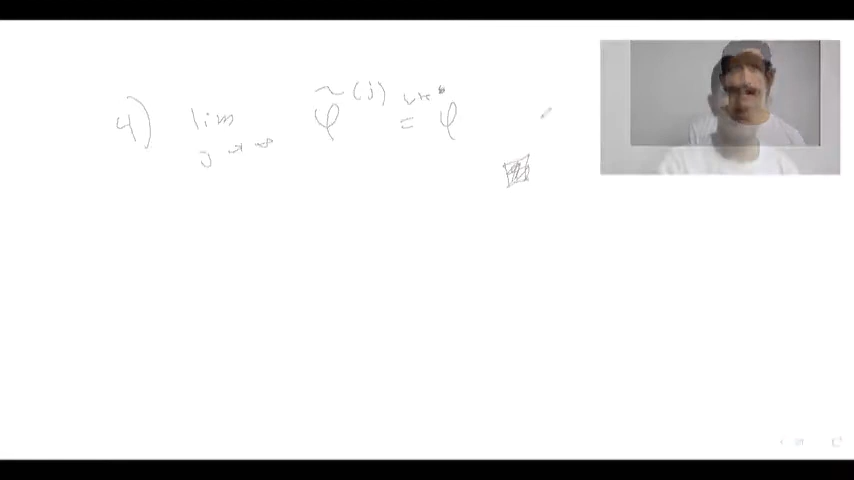 4) lim φ̃^(j) = φ
j → ∞